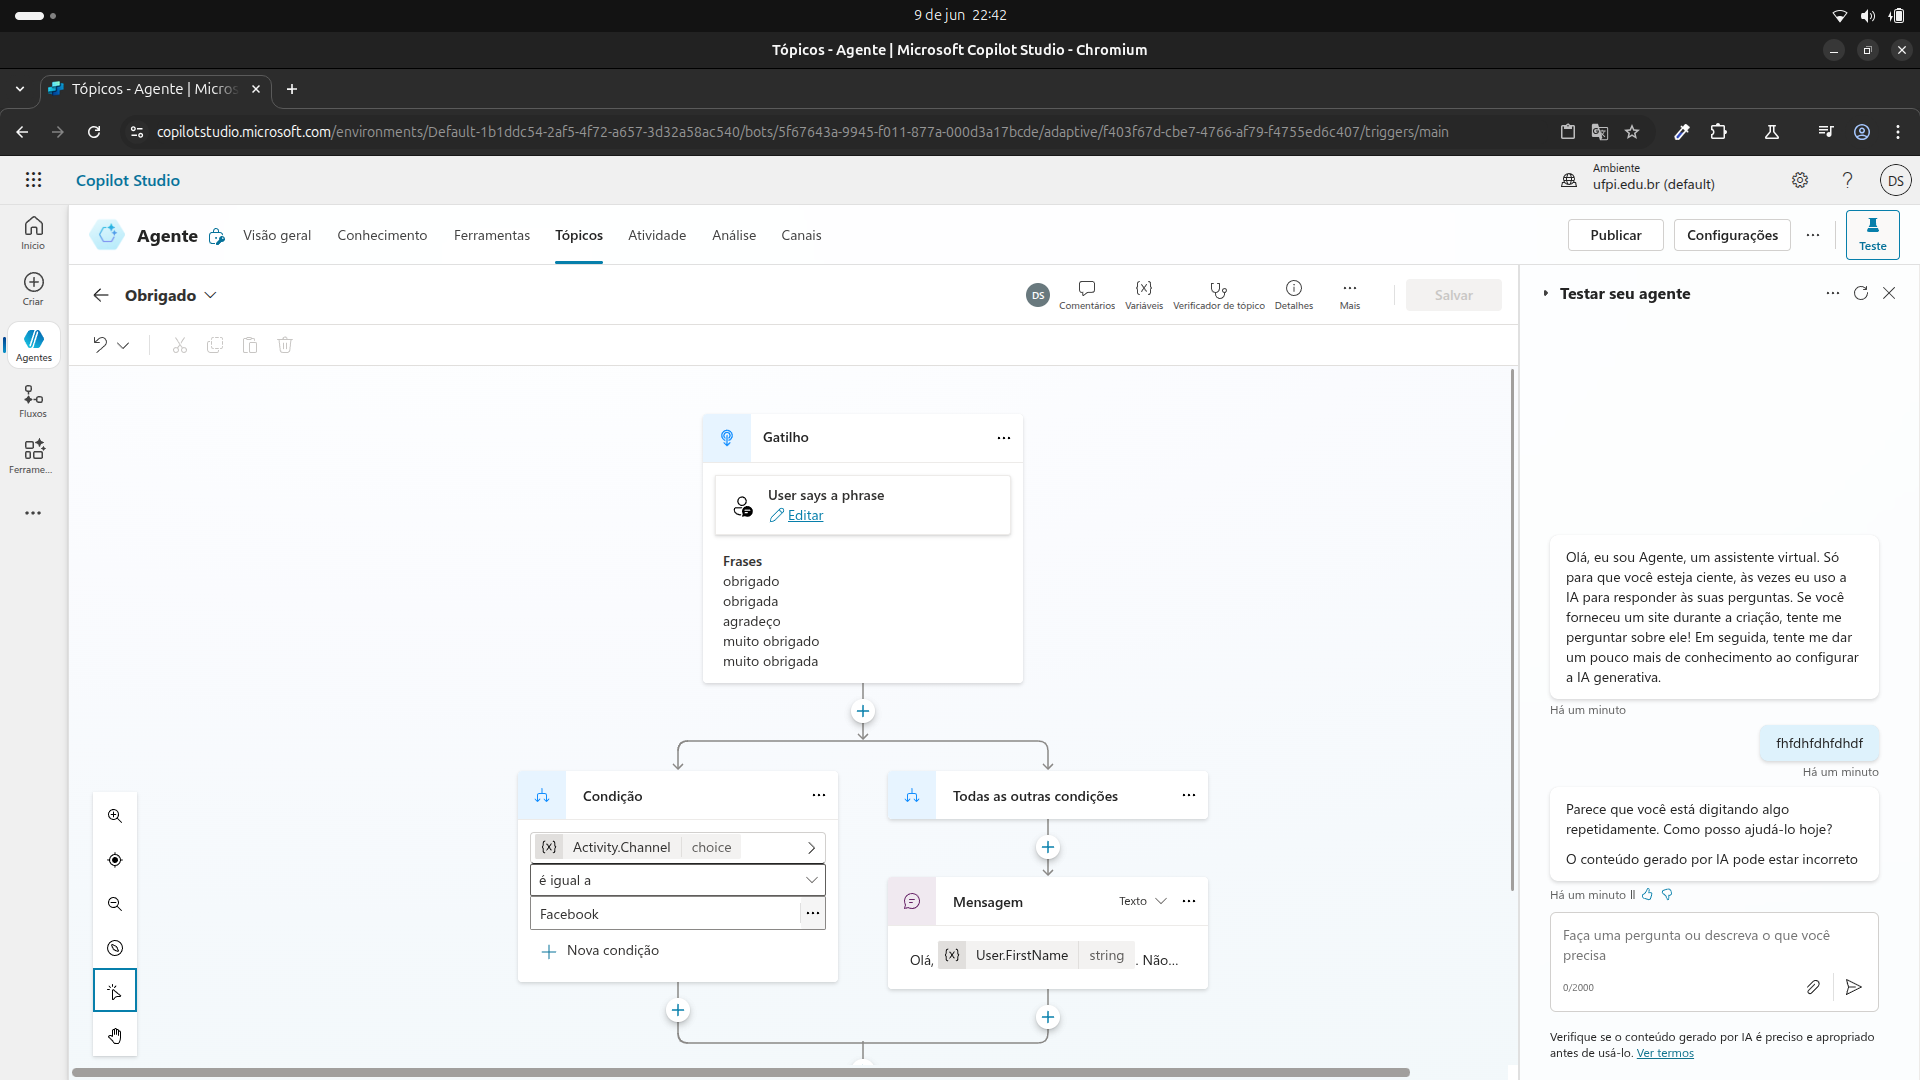 9 de jun 22:42
Tópicos - Agente | Microsoft Copilot Studio - Chromium
Tópicos - Agente | Micros
copilotstudio.microsoft.com/environments/Default-1b1ddc54-2af5-4f72-a657-3d32a58ac540/bots/5f67643a-9945-f011-877a-000d3a17bcde/adaptive/f403f67d-cbe7-4766-af79-f4755ed6c407/triggers/main
Copilot Studio
Ambiente
ufpi.edu.br (default)
DS
Início
Criar
Agentes
Fluxos
Ferrame...
Agente
Visão geral
Conhecimento
Ferramentas
Tópicos
Atividade
Análise
Canais
Publicar
Configurações
Teste
Obrigado
DS
Comentários
Variáveis
Verificador de tópico
Detalhes
Mais
Salvar
Gatilho
User says a phrase
Editar
Frases
obrigado
obrigada
agradeço
muito obrigado
muito obrigada
Condição
{x} Activity.Channel choice
é igual a
Facebook
Nova condição
Todas as outras condições
Mensagem
Texto
Olá, {x} User.FirstName string . Não...
Testar seu agente
Olá, eu sou Agente, um assistente virtual. Só
para que você esteja ciente, às vezes eu uso a
IA para responder às suas perguntas. Se você
forneceu um site durante a criação, tente me
perguntar sobre ele! Em seguida, tente me dar
um pouco mais de conhecimento ao configurar
a IA generativa.
Há um minuto
fhfdhfdhfdhdf
Há um minuto
Parece que você está digitando algo
repetidamente. Como posso ajudá-lo hoje?
O conteúdo gerado por IA pode estar incorreto
Há um minuto ll
Faça uma pergunta ou descreva o que você
precisa
0/2000
Verifique se o conteúdo gerado por IA é preciso e apropriado
antes de usá-lo. Ver termos